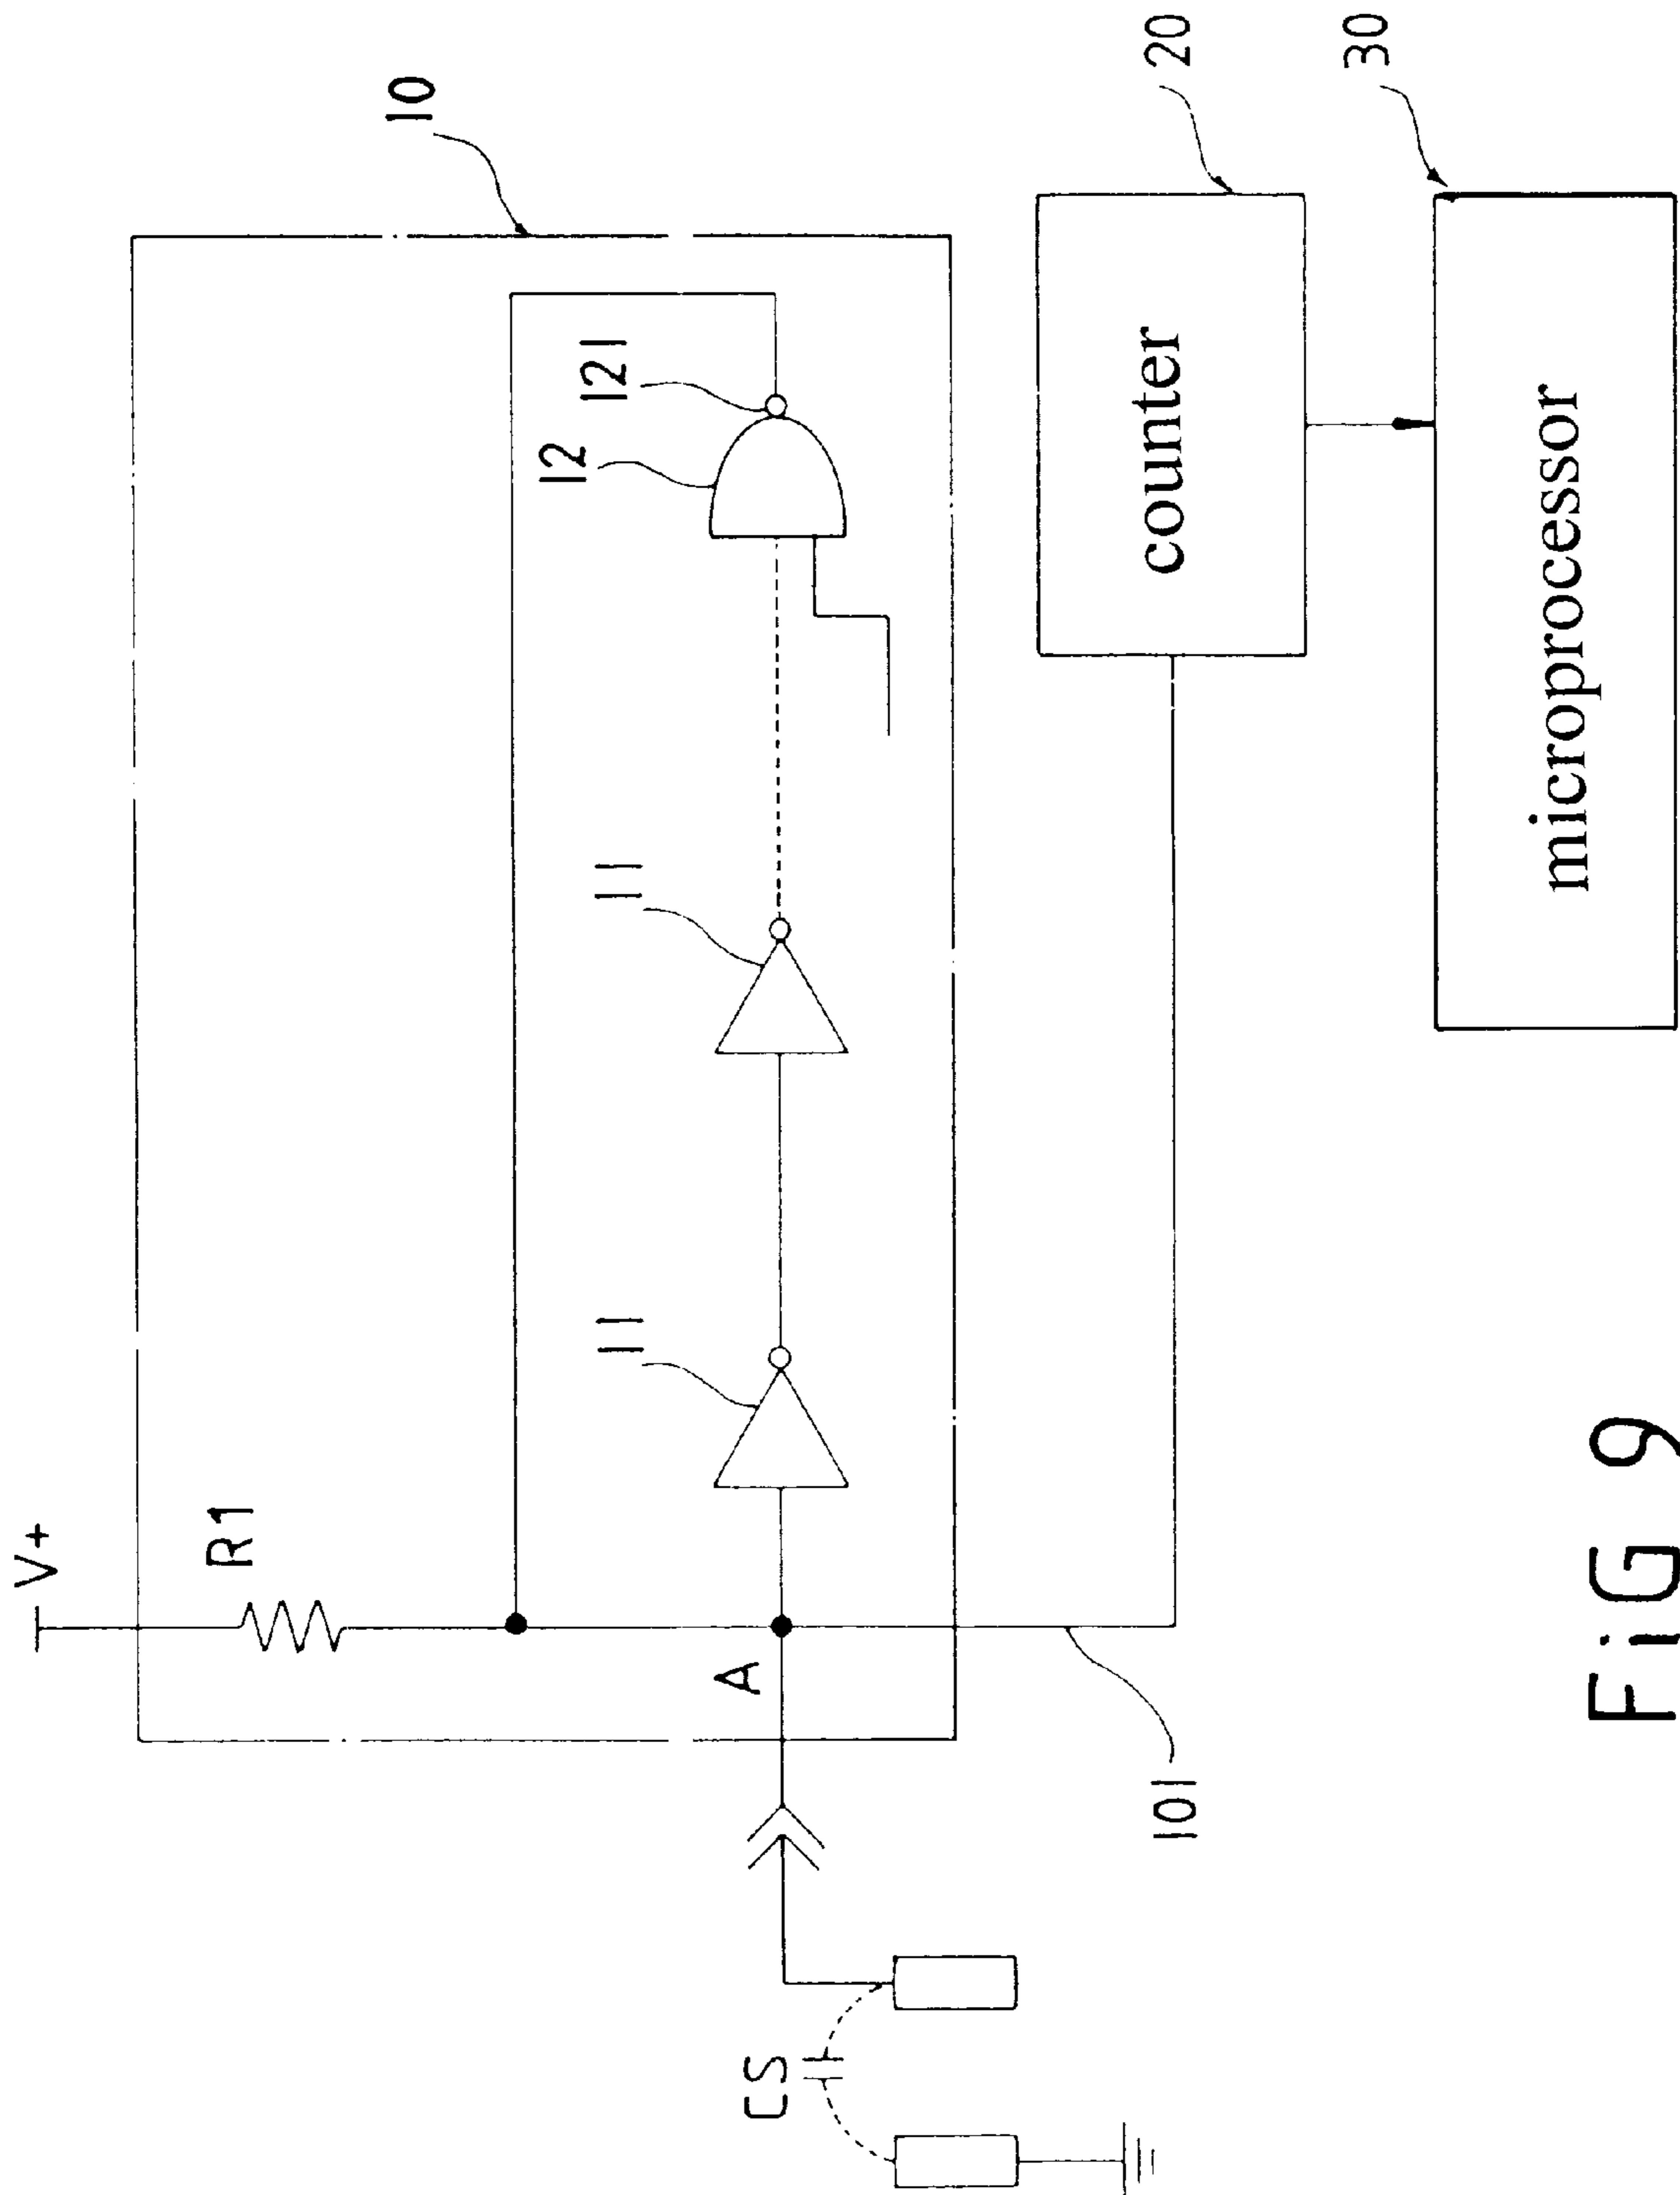 V+
R1
10
12
121
11
11
A
CS
101
counter
20
microprocessor
30
FiG 9